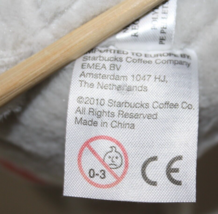 IMPORTED TO EUROPE BY
Starbucks Coffee Company
EMEA BV
Amsterdam 1047 HJ,
The Netherlands
©2010 Starbucks Coffee Co.
All Rights Reserved
Made in China
0-3
CE